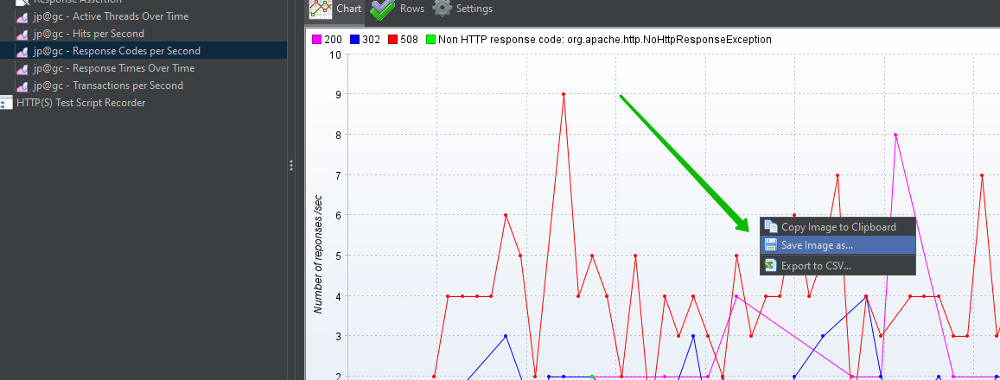 Response Assertion
jp@gc - Active Threads Over Time
jp@gc - Hits per Second
jp@gc - Response Codes per Second
jp@gc - Response Times Over Time
jp@gc - Transactions per Second
HTTP(S) Test Script Recorder
Chart Rows Settings
200 302 508 Non HTTP response code: org.apache.http.NoHttpResponseException
10
9
8
7
6
5
4
3
2
Number of reponses/sec
Copy Image to Clipboard
Save Image as...
Export to CSV...